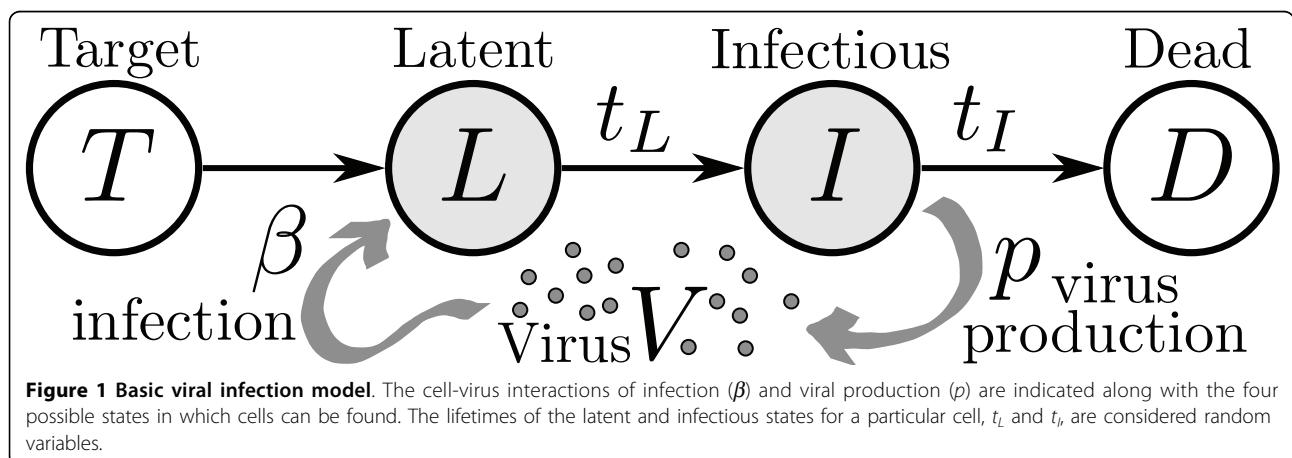 Target Latent Infectious Dead
T L I D
t_L t_I
β p
infection
virus
production
Virus V
Figure 1 Basic viral infection model. The cell-virus interactions of infection (β) and viral production (p) are indicated along with the four
possible states in which cells can be found. The lifetimes of the latent and infectious states for a particular cell, t_L and t_I, are considered random
variables.